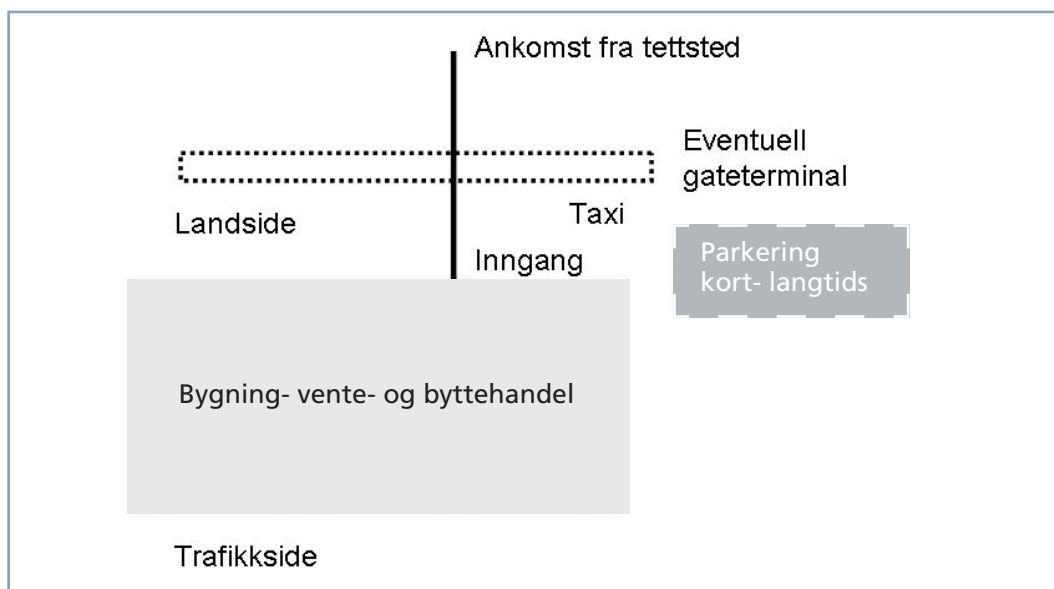 Ankomst fra tettsted
Eventuell
gateterminal
Landside
Taxi
Inngang
Parkering
kort- langtids
Bygning- vente- og byttehandel
Trafikkside